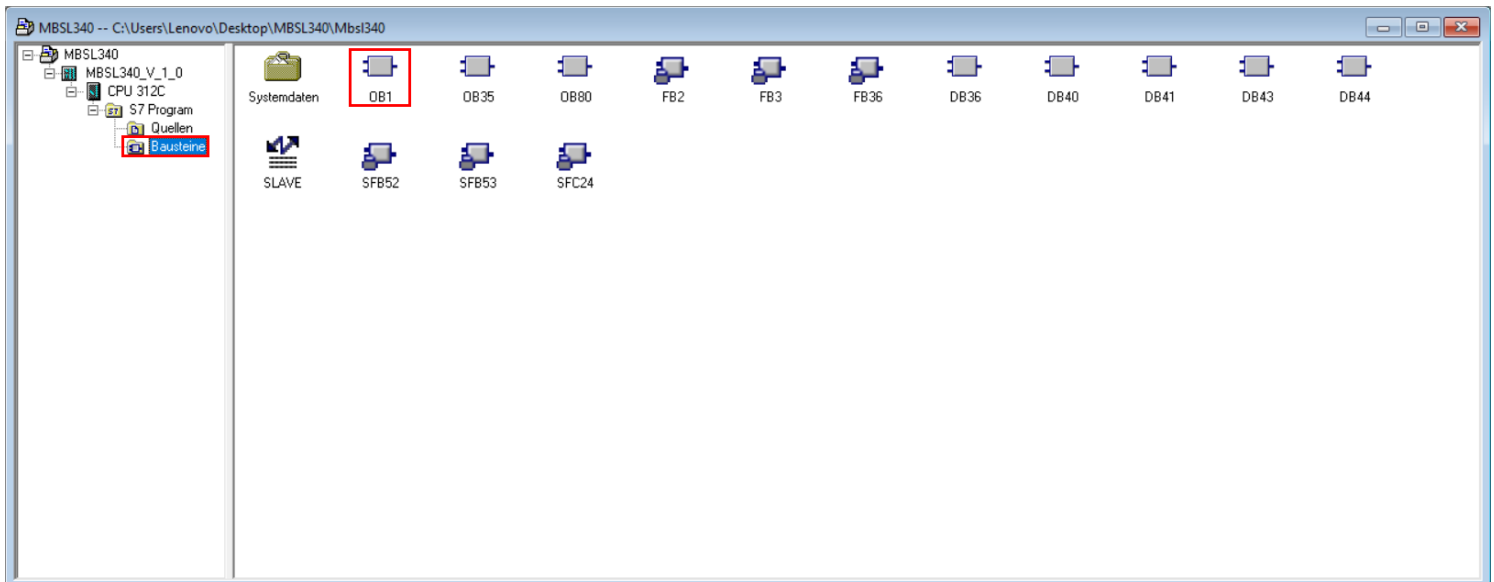 MBSL340 -- C:\Users\Lenovo\Desktop\MBSL340\Mbsl340
MBSL340
MBSL340_V_1_0
CPU 312C
S7 Program
Quellen
Bausteine
Systemdaten OB1 OB35 OB80 FB2 FB3 FB36 DB36 DB40 DB41 DB43 DB44
SLAVE SFB52 SFB53 SFC24